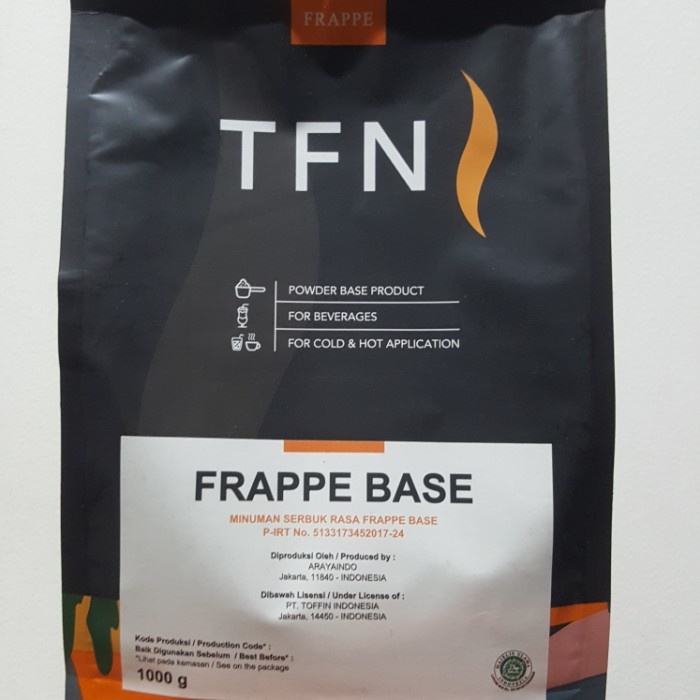 FRAPPE
TFN
POWDER BASE PRODUCT
FOR BEVERAGES
FOR COLD & HOT APPLICATION
FRAPPE BASE
MINUMAN SERBUK RASA FRAPPE BASE
P-IRT No. 5133173452017-24
Diproduksi Oleh / Produced by :
ARAYAINDO
Jakarta, 11840 - INDONESIA
Dibawah Lisensi / Under License of :
PT. TOFFIN INDONESIA
Jakarta, 14450 - INDONESIA
Kode Produksi / Production Code* :
Baik Digunakan Sebelum / Best Before* :
*Lihat pada kemasan / See on the package
1000 g
MAJELIS ULAMA
INDONESIA